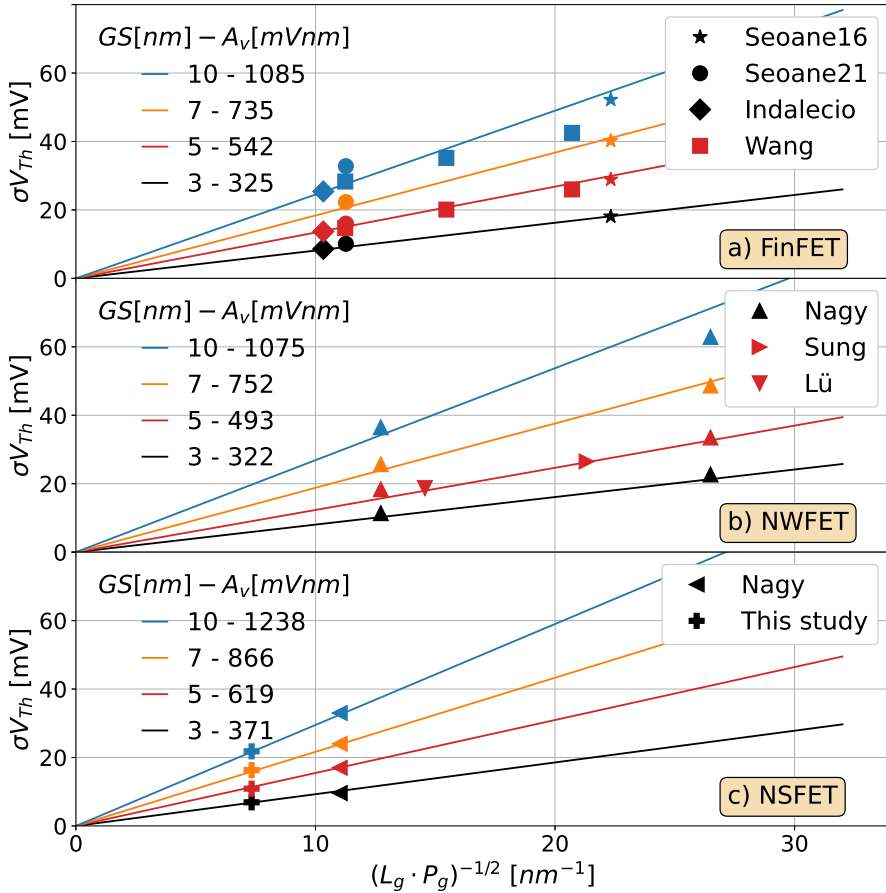 GS[nm] − A_v[mVnm]
10 - 1085
7 - 735
5 - 542
3 - 325
Seoane16
Seoane21
Indalecio
Wang
60
40
20
0
σV_Th [mV]
a) FinFET
GS[nm] − A_v[mVnm]
10 - 1075
7 - 752
5 - 493
3 - 322
Nagy
Sung
Lü
60
40
20
0
σV_Th [mV]
b) NWFET
GS[nm] − A_v[mVnm]
10 - 1238
7 - 866
5 - 619
3 - 371
Nagy
This study
60
40
20
0
σV_Th [mV]
c) NSFET
0 10 20 30
(L_g · P_g)^−1/2 [nm^−1]